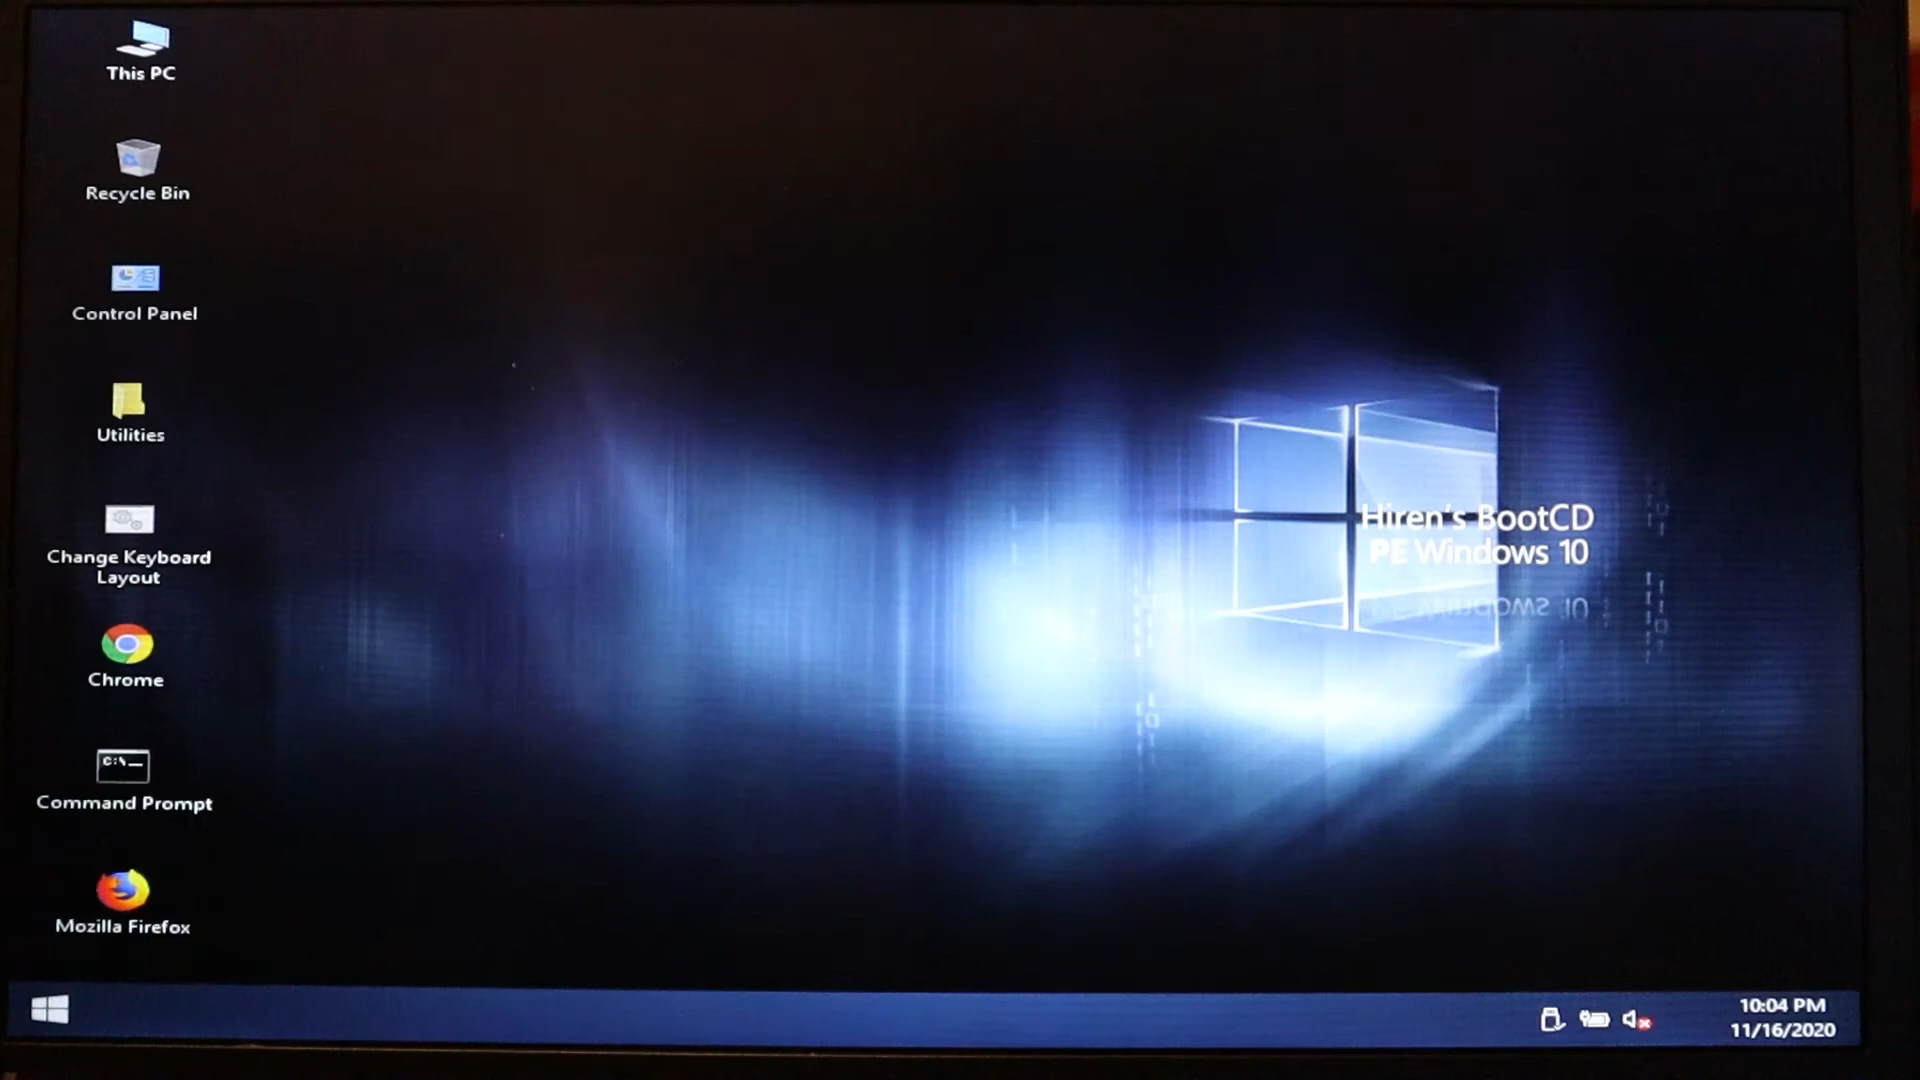 This PC
Recycle Bin
Control Panel
Utilities
Change Keyboard
Layout
Chrome
C:\
Command Prompt
Mozilla Firefox
Hiren's BootCD
PE Windows 10
10:04 PM
11/16/2020